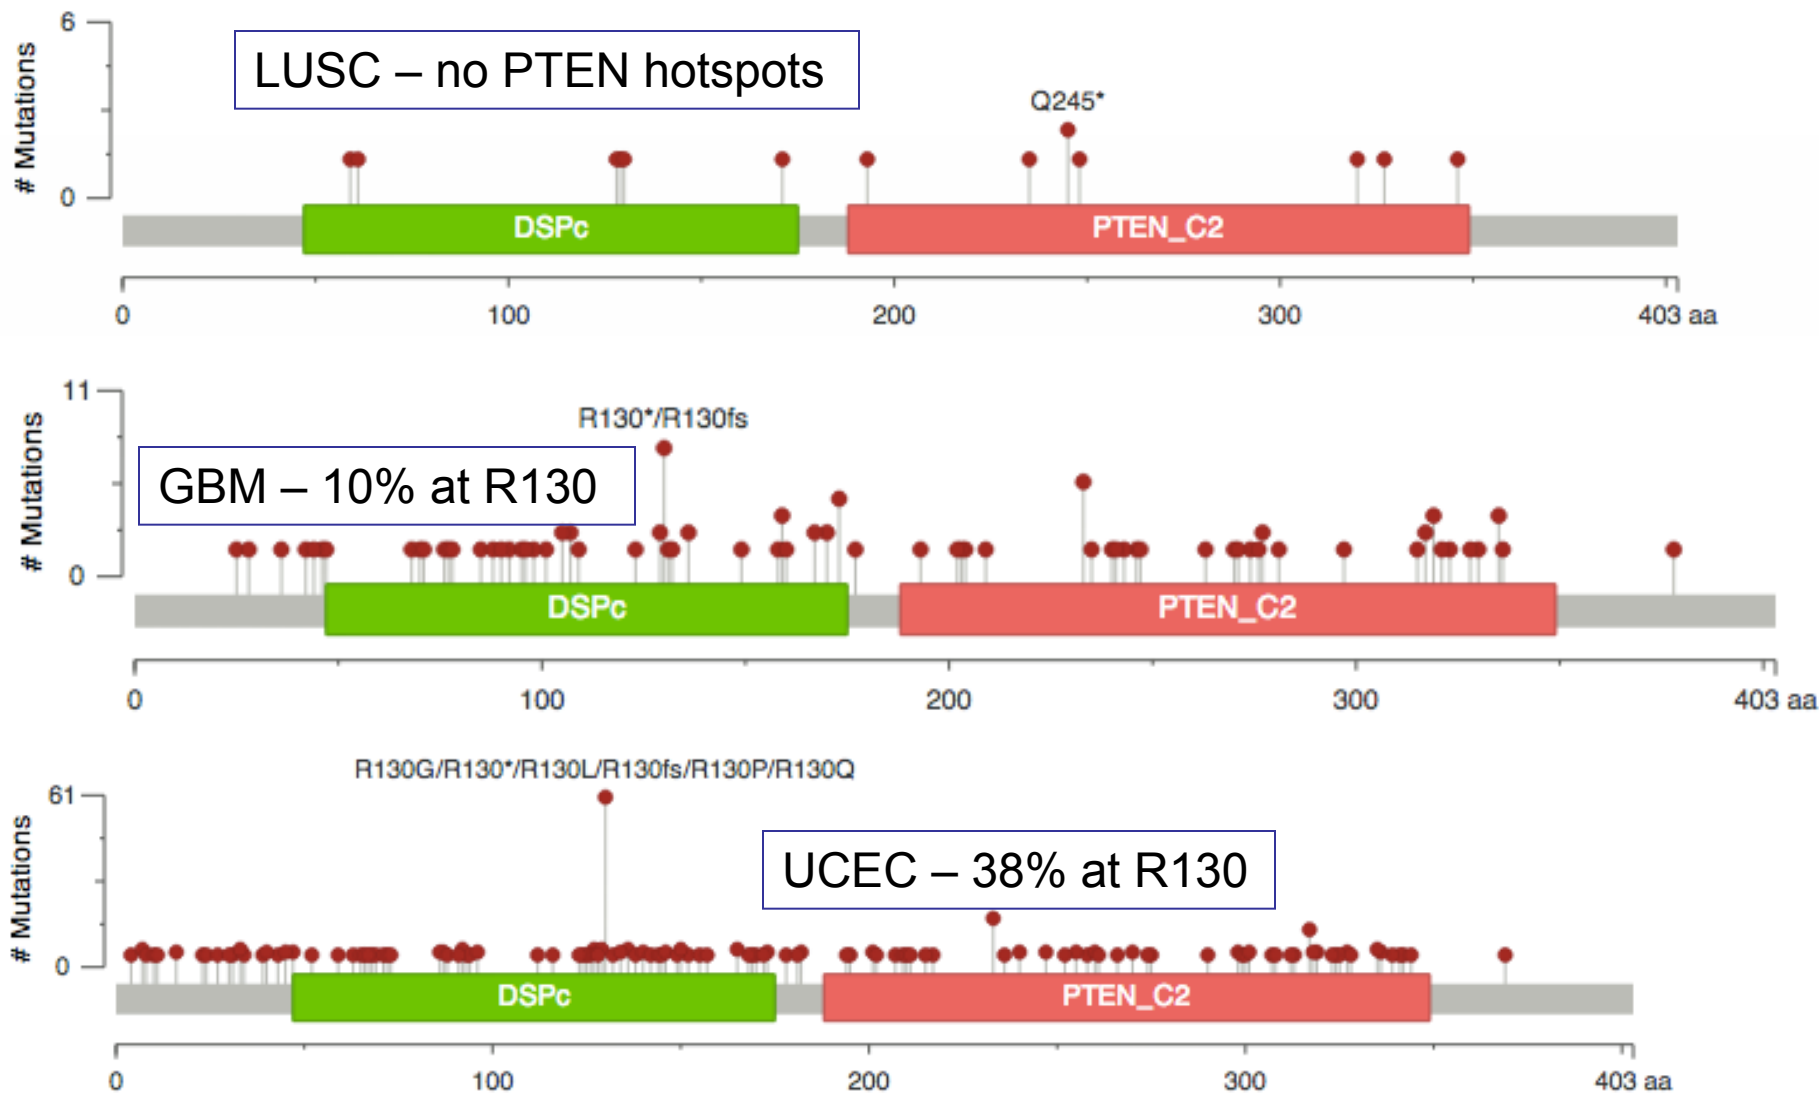 6
LUSC – no PTEN hotspots
# Mutations
Q245*
0
DSPc
PTEN_C2
0 100 200 300 403 aa
11
R130*/R130fs
# Mutations
GBM – 10% at R130
0
DSPc
PTEN_C2
0 100 200 300 403 aa
R130G/R130*/R130L/R130fs/R130P/R130Q
61
# Mutations
UCEC – 38% at R130
0
DSPc
PTEN_C2
0 100 200 300 403 aa